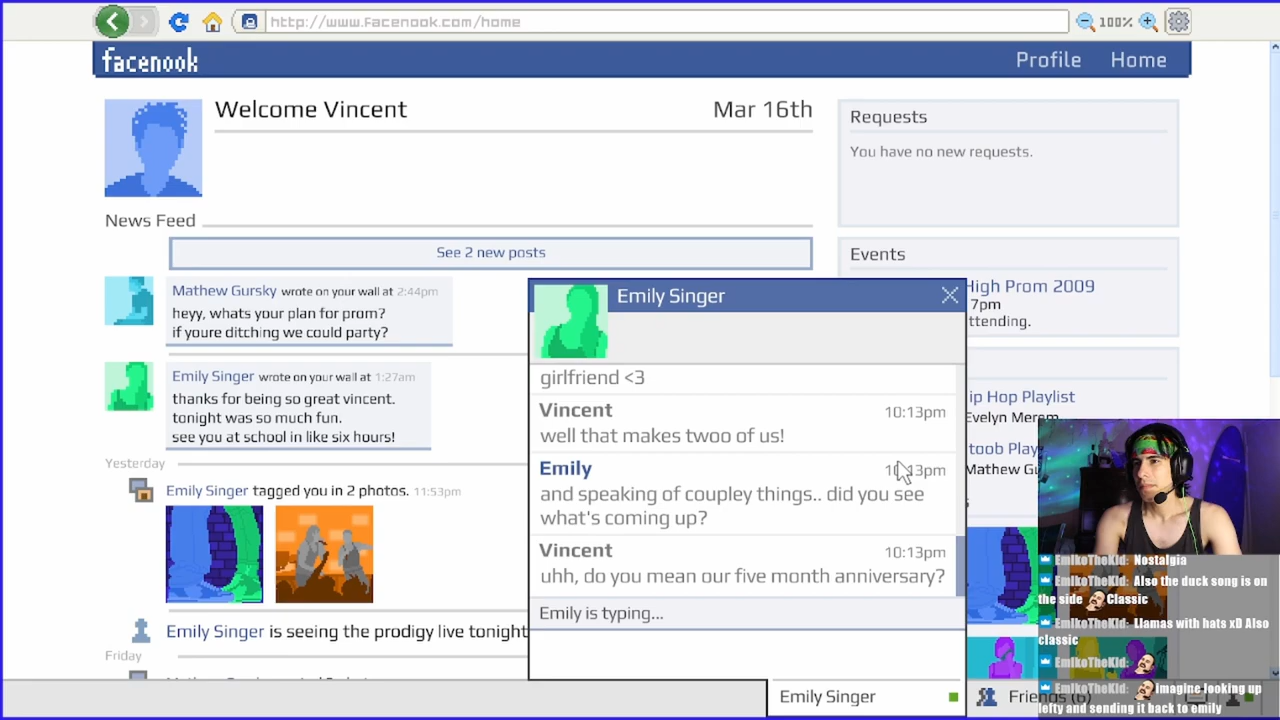 http://www.facenook.com/home
100%
facenook
Profile
Home
Welcome Vincent
Mar 16th
Requests
You have no new requests.
News Feed
See 2 new posts
Events
High Prom 2009
7pm
ttending.
Mathew Gursky wrote on your wall at 2:44pm
heyy, whats your plan for prom?
if youre ditching we could party?
Emily Singer wrote on your wall at 1:27am
thanks for being so great vincent.
tonight was so much fun.
see you at school in like six hours!
Yesterday
Emily Singer tagged you in 2 photos. 11:53pm
Emily Singer is seeing the prodigy live tonight
Friday
Emily Singer
girlfriend <3
Vincent 10:13pm
well that makes twoo of us!
Emily
and speaking of coupley things.. did you see
what's coming up?
Vincent 10:13pm
uhh, do you mean our five month anniversary?
Emily is typing...
Emily Singer
ip Hop Playlist
Evelyn
toob Play
EmikoTheKid: Nostalgia
EmikoTheKid: Also the duck song is on
the side Classic
EmikoTheKid: Llamas with hats xD Also
classic
EmikoTheKid:
EmikoTheKid: Imagine looking up
lefty and sending it back to emily